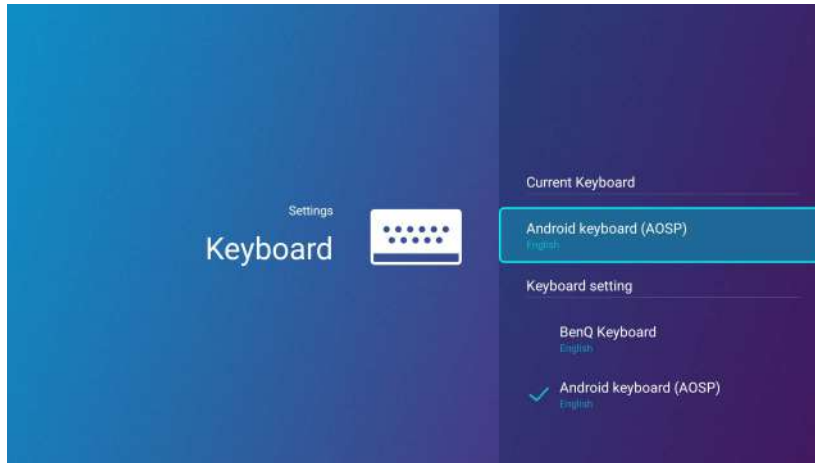 Settings
Keyboard
Current Keyboard
Android keyboard (AOSP)
English
Keyboard setting
BenQ Keyboard
English
Android keyboard (AOSP)
English